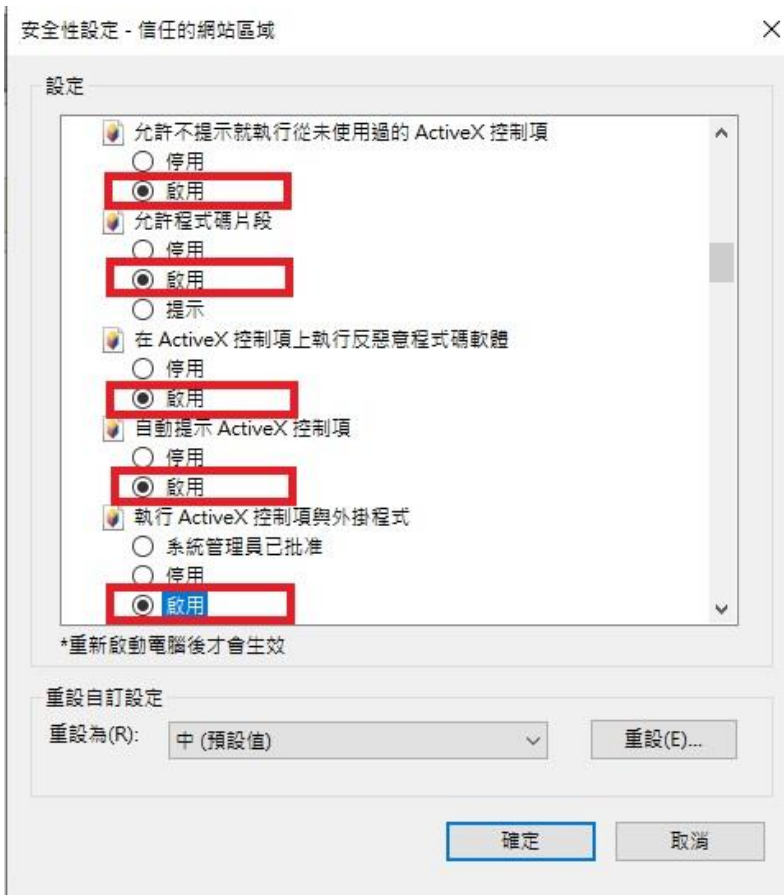 安全性設定 - 信任的網站區域
設定
允許不提示就執行從未使用過的 ActiveX 控制項
停用
啟用
允許程式碼片段
停用
啟用
提示
在 ActiveX 控制項上執行反惡意程式碼軟體
停用
啟用
自動提示 ActiveX 控制項
停用
啟用
執行 ActiveX 控制項與外掛程式
系統管理員已批准
停用
啟用
*重新啟動電腦後才會生效
重設自訂設定
重設為(R): 中 (預設值) 重設(E)...
確定 取消